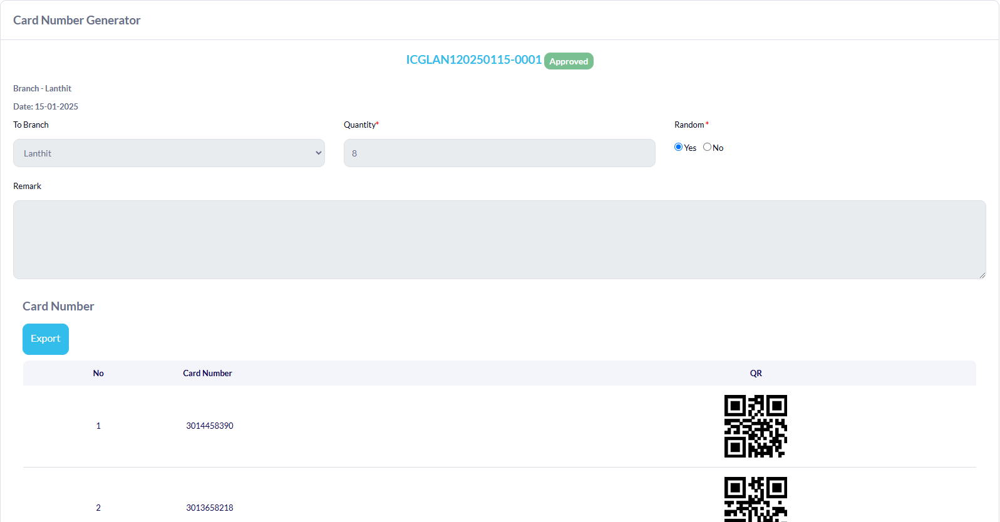 Card Number Generator
ICGLAN120250115-0001 Approved
Branch - Lanthit
Date: 15-01-2025
To Branch Quantity* Random *
Lanthit 8 Yes No
Remark
Card Number
Export
No Card Number QR
1 3014458390
2 3013658218